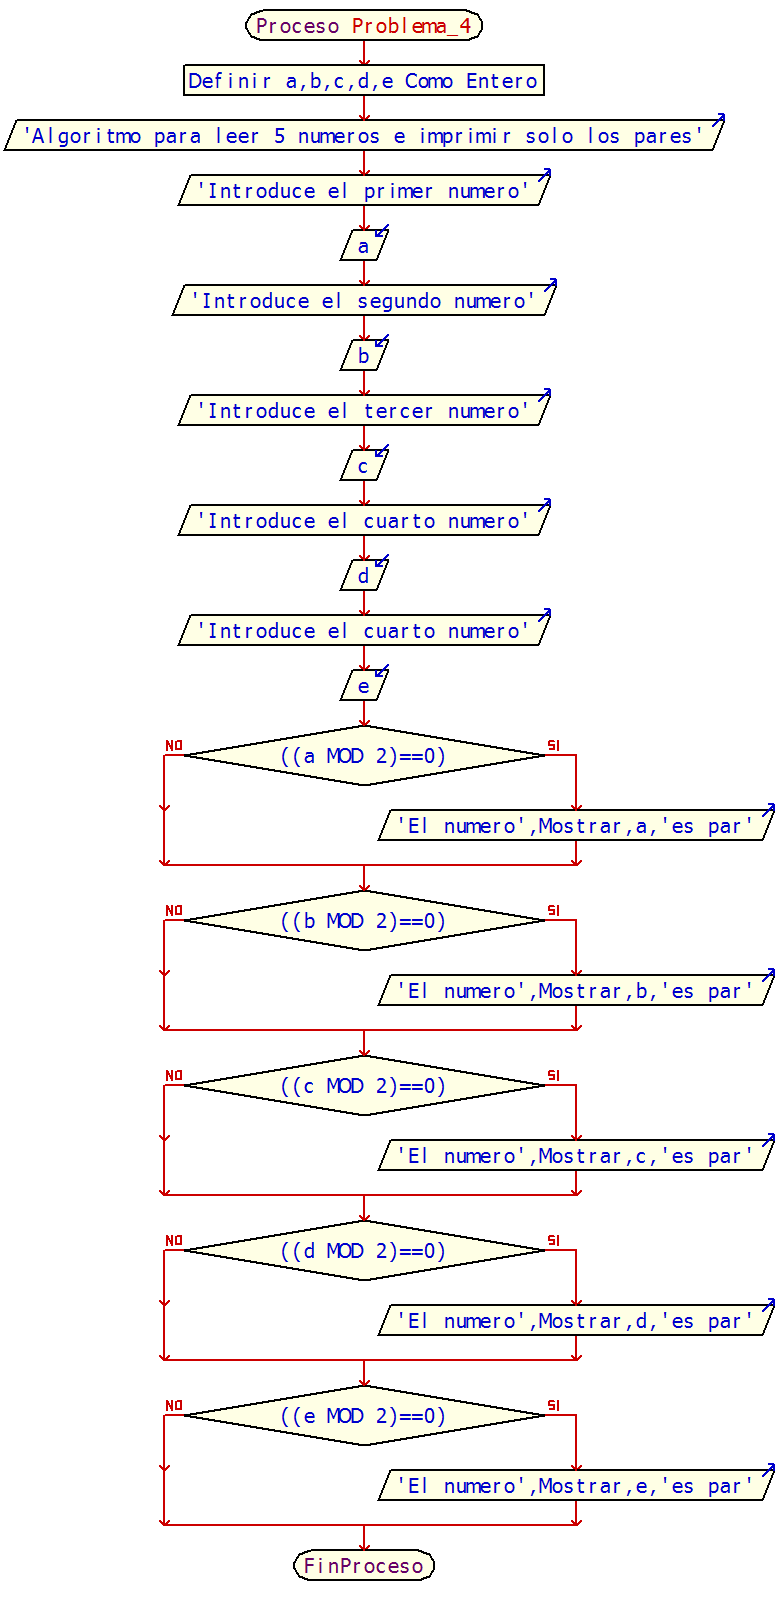 Proceso Problema_4
Definir a,b,c,d,e Como Entero
'Algoritmo para leer 5 numeros e imprimir solo los pares'
'Introduce el primer numero'
a
'Introduce el segundo numero'
b
'Introduce el tercer numero'
c
'Introduce el cuarto numero'
d
'Introduce el cuarto numero'
e
NO ((a MOD 2)==0) SI
'El numero',Mostrar,a,'es par'
NO ((b MOD 2)==0) SI
'El numero',Mostrar,b,'es par'
NO ((c MOD 2)==0) SI
'El numero',Mostrar,c,'es par'
NO ((d MOD 2)==0) SI
'El numero',Mostrar,d,'es par'
NO ((e MOD 2)==0) SI
'El numero',Mostrar,e,'es par'
FinProceso